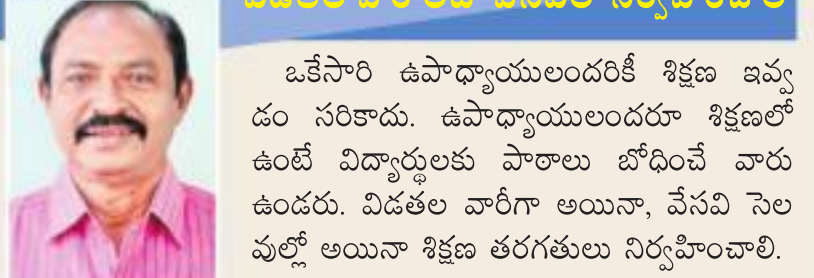 ఒకేసారి ఉపాధ్యాయులందరికీ శిక్షణ ఇవ్వ
డం సరికాదు. ఉపాధ్యాయులందరూ శిక్షణలో
ఉంటే విద్యార్థులకు పాఠాలు బోధించే వారు
ఉండరు. విడతల వారీగా అయినా, వేసవి సెల
వుల్లో అయినా శిక్షణ తరగతులు నిర్వహించాలి.